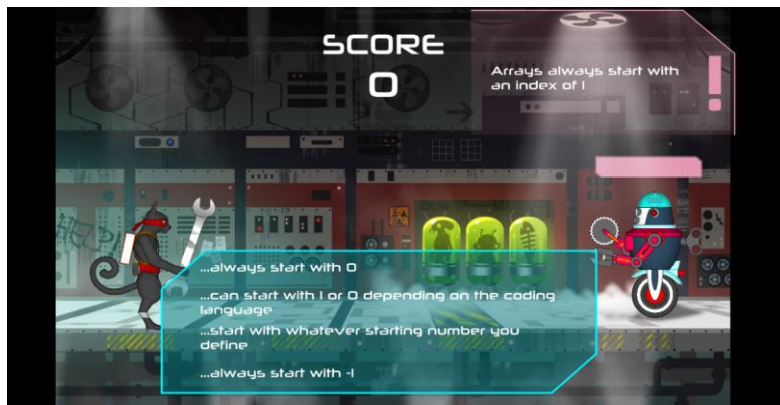 SCORE
0
Arrays always start with
an index of 1
HELP!
...always start with 0
...can start with 1 or 0 depending on the coding
language
...start with whatever starting number you
define
...always start with -1